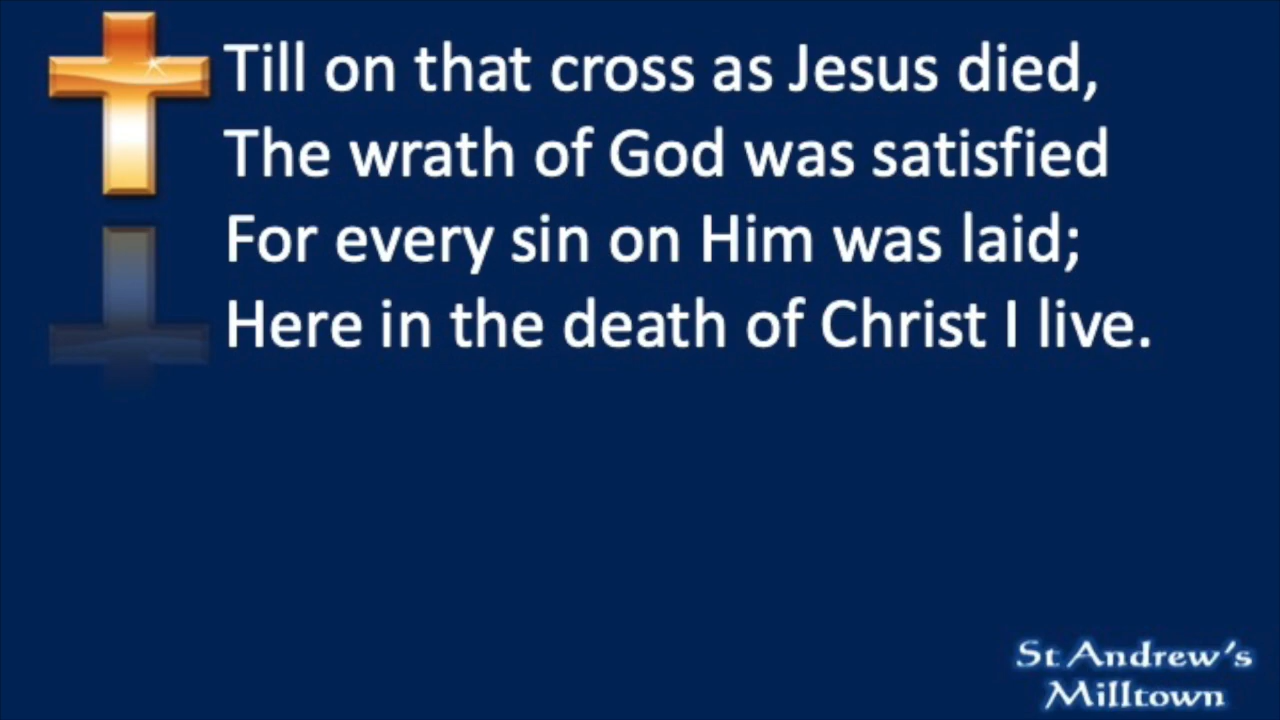 Till on that cross as Jesus died,
The wrath of God was satisfied
For every sin on Him was laid;
Here in the death of Christ I live.
St Andrew's
Milltown